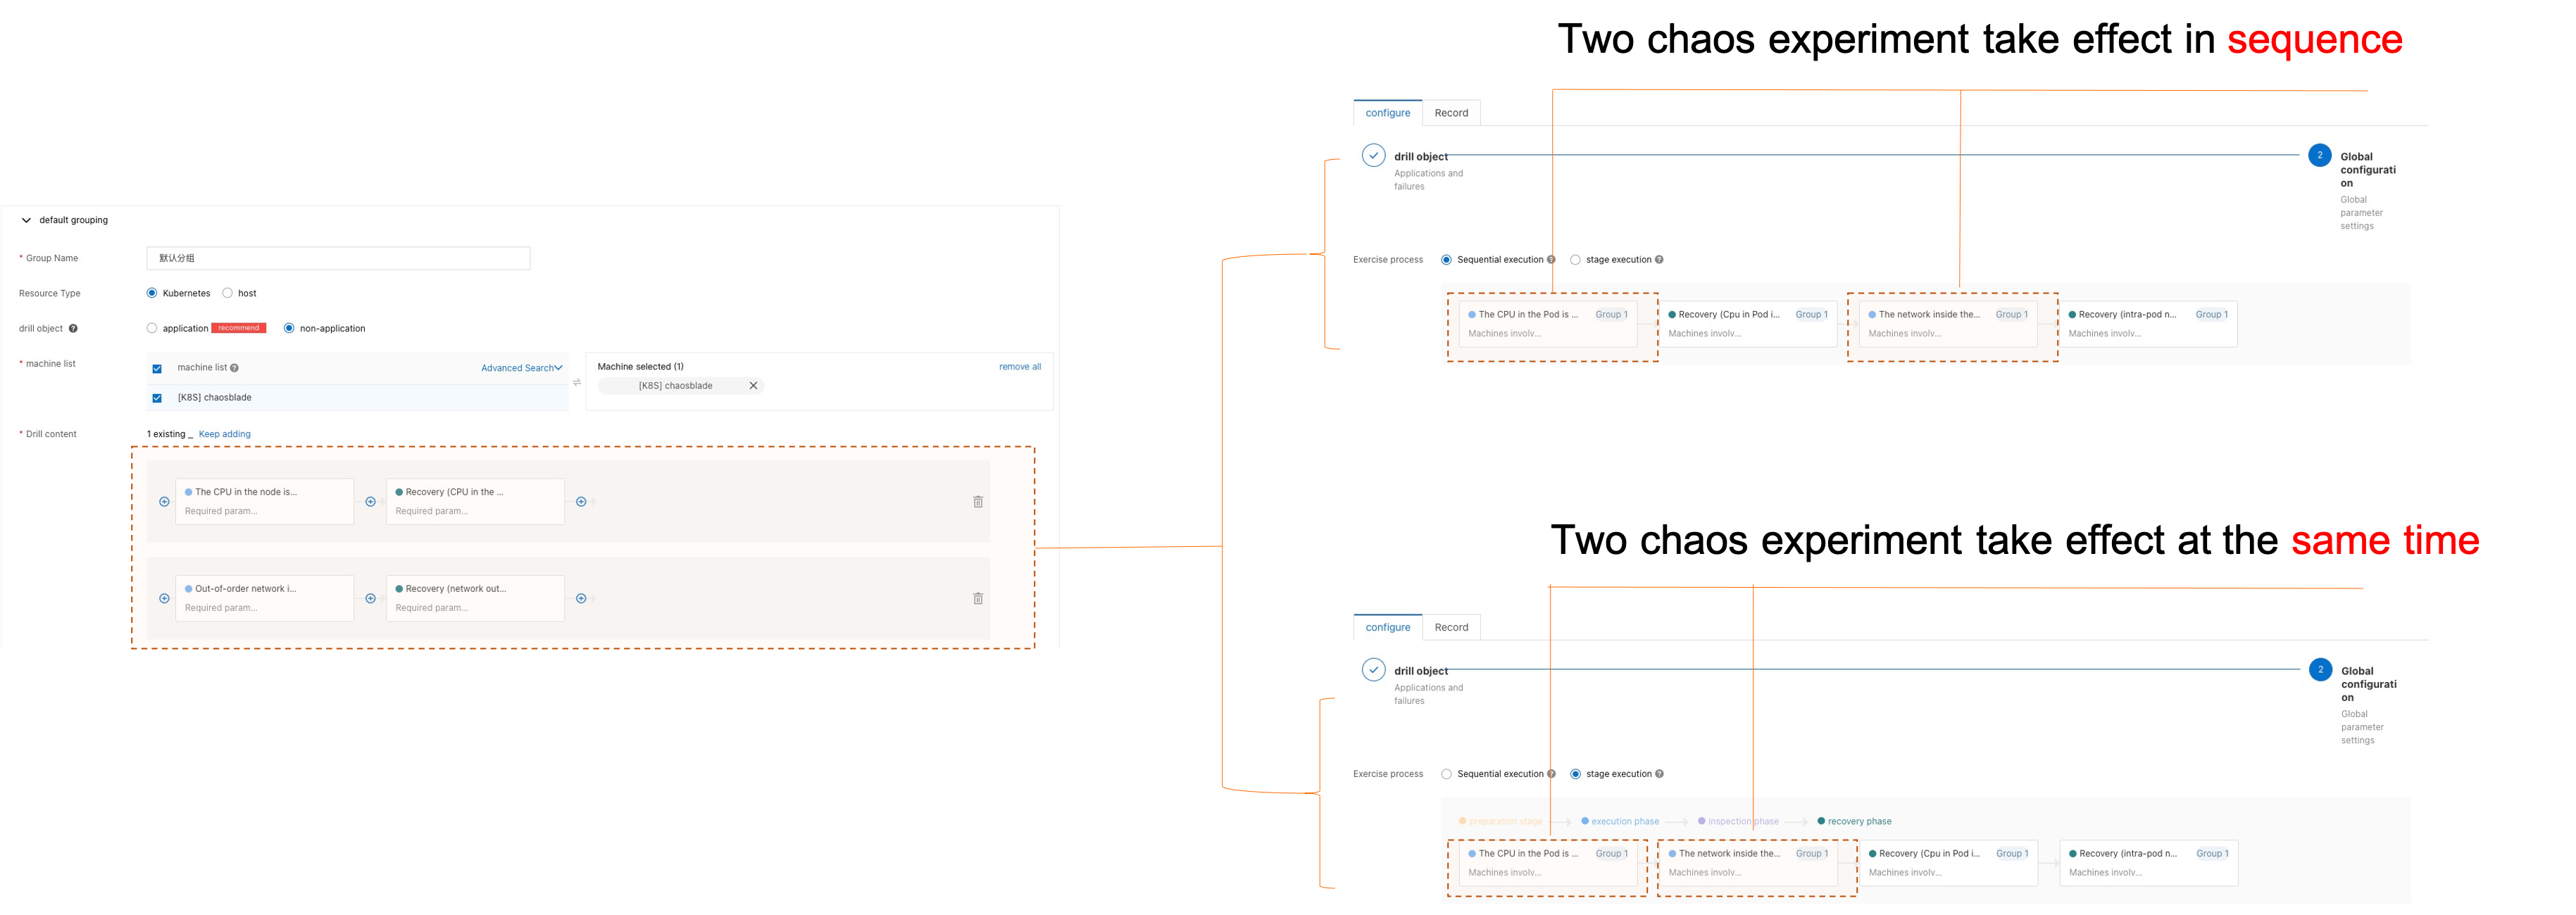 Two chaos experiment take effect in sequence
configure Record
drill object
Applications and
failures
2
Global
configurati
on
Global
parameter
settings
Exercise process Sequential execution ? stage execution ?
The CPU in the Pod is ... Group 1
Machines involv...
Recovery (Cpu in Pod i... Group 1
Machines involv...
The network inside the... Group 1
Machines involv...
Recovery (intra-pod n... Group 1
Machines involv...
default grouping
* Group Name 默认分组
Resource Type Kubernetes host
drill object ? application recommend non-application
* machine list
machine list ? Advanced Search
[K8S] chaosblade
Machine selected (1) remove all
[K8S] chaosblade
* Drill content 1 existing _ Keep adding
The CPU in the node is...
Required param...
Recovery (CPU in the ...
Required param...
Out-of-order network i...
Required param...
Recovery (network out...
Required param...
Two chaos experiment take effect at the same time
configure Record
drill object
Applications and
failures
2
Global
configurati
on
Global
parameter
settings
Exercise process Sequential execution ? stage execution ?
preparation stage execution phase inspection phase recovery phase
The CPU in the Pod is ... Group 1
Machines involv...
The network inside the... Group 1
Machines involv...
Recovery (Cpu in Pod i... Group 1
Machines involv...
Recovery (intra-pod n... Group 1
Machines involv...